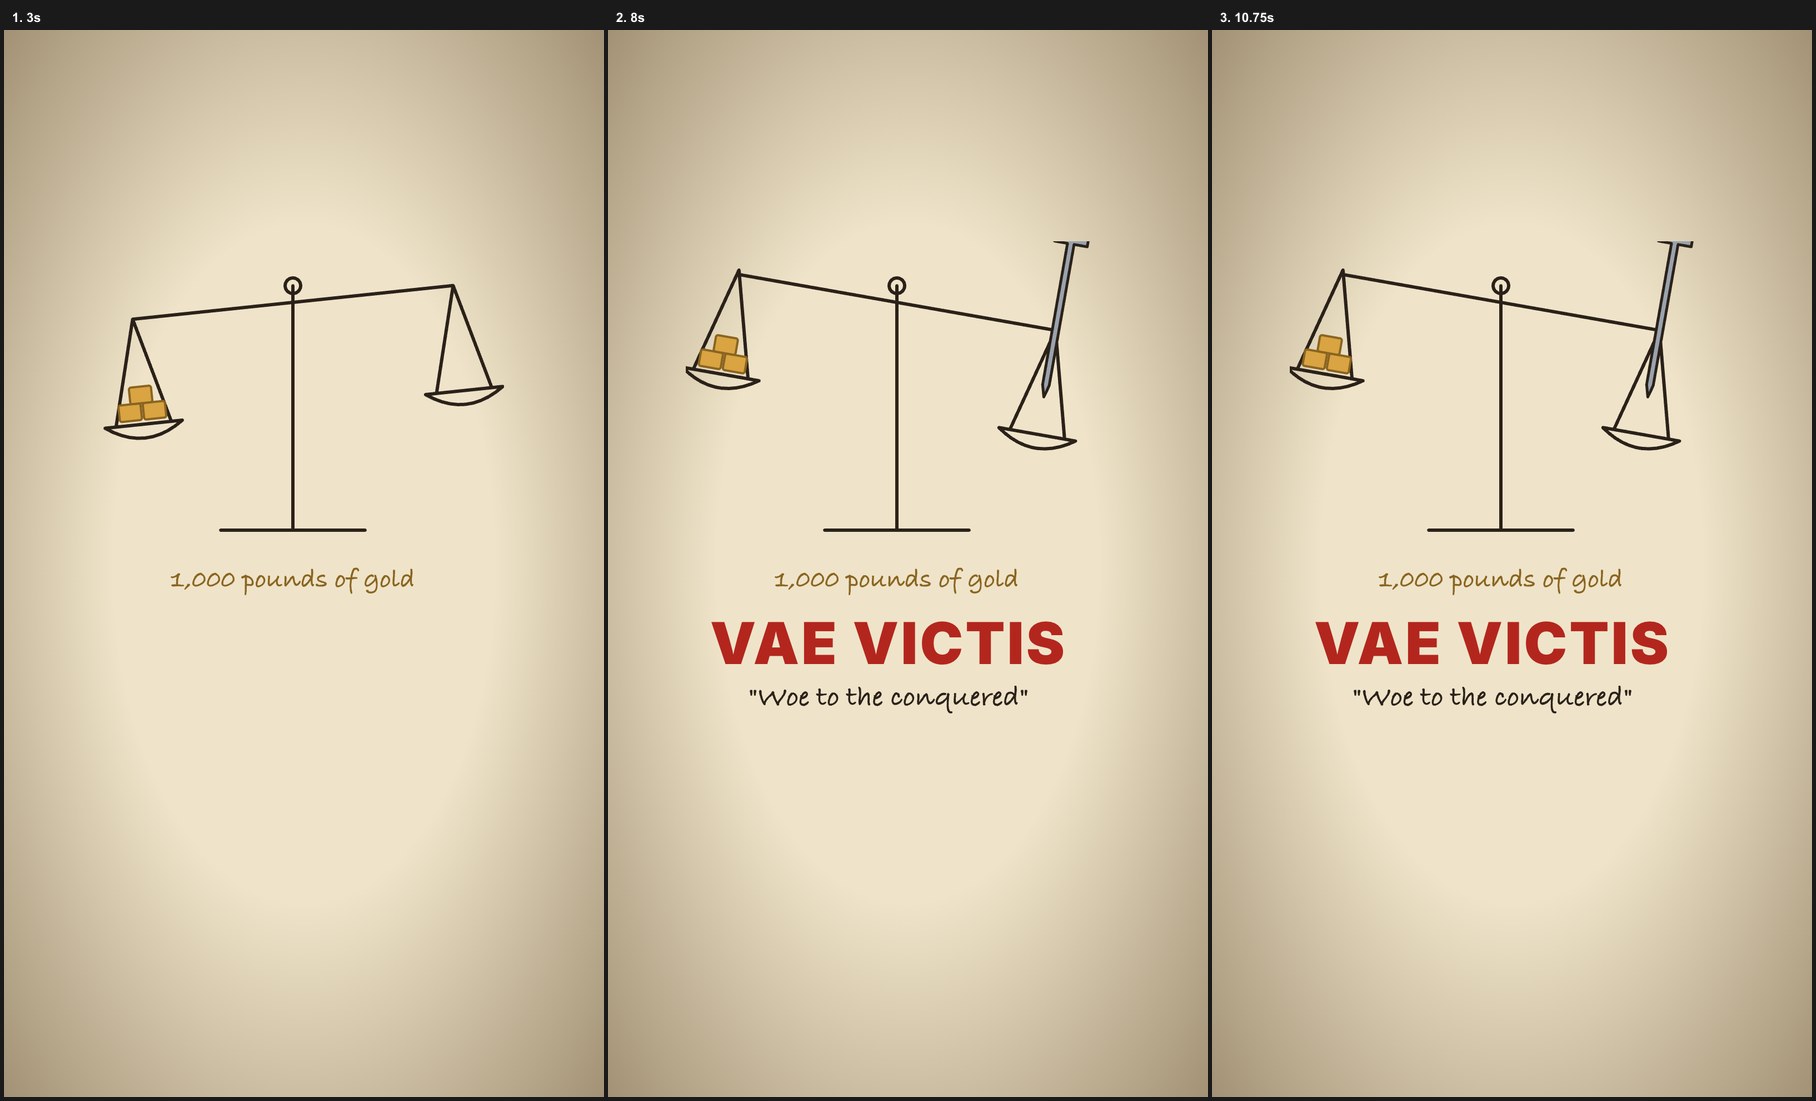 1. 3s
2. 8s
3. 10.75s
1,000 pounds of gold
1,000 pounds of gold
VAE VICTIS
"Woe to the conquered"
1,000 pounds of gold
VAE VICTIS
"Woe to the conquered"